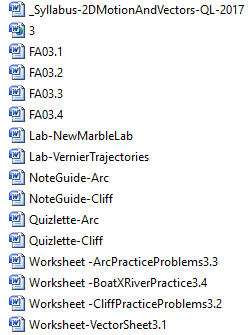 _Syllabus-2DMotionAndVectors-QL-2017
3
FA03.1
FA03.2
FA03.3
FA03.4
Lab-NewMarbleLab
Lab-VernierTrajectories
NoteGuide-Arc
NoteGuide-Cliff
Quizlette-Arc
Quizlette-Cliff
Worksheet -ArcPracticeProblems3.3
Worksheet -BoatXRiverPractice3.4
Worksheet -CliffPracticeProblems3.2
Worksheet-VectorSheet3.1